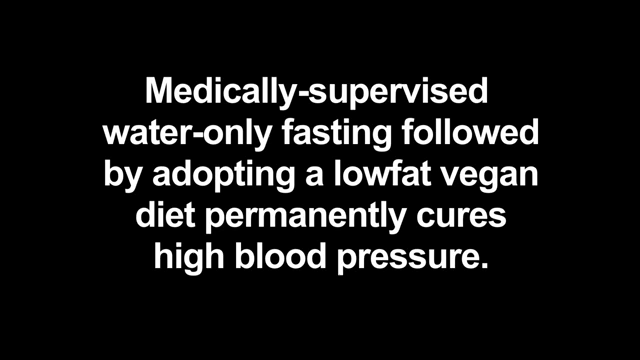 Medically-supervised
water-only fasting followed
by adopting a lowfat vegan
diet permanently cures
high blood pressure.